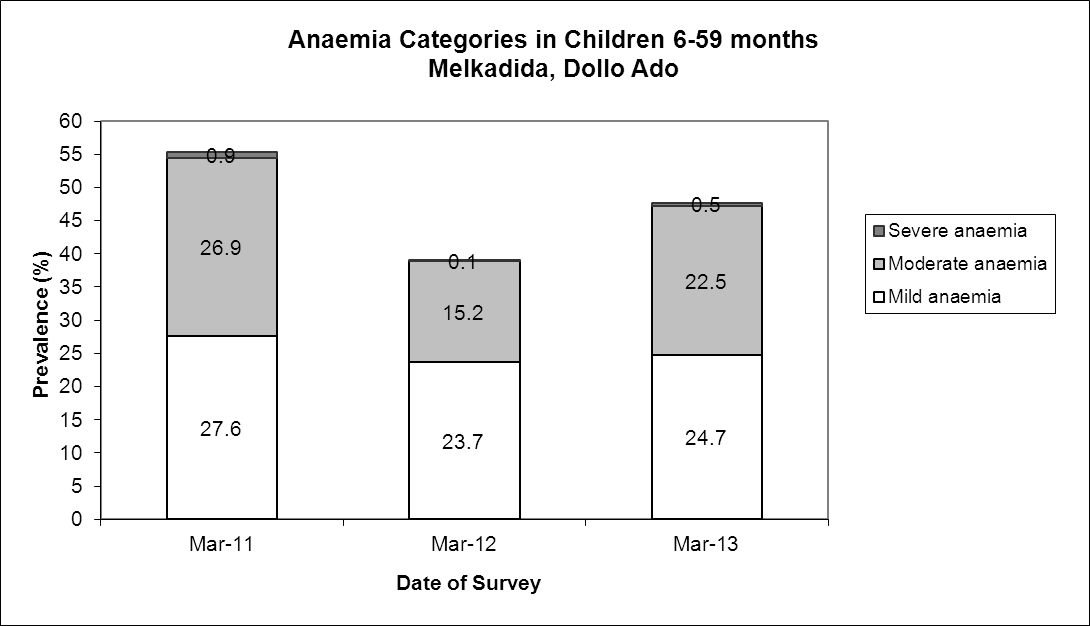 Anaemia Categories in Children 6-59 months
Melkadida, Dollo Ado
Prevalence (%)
60
55
50
45
40
35
30
25
20
15
10
5
0
0.9
26.9
27.6
0.1
15.2
23.7
0.5
22.5
24.7
Mar-11
Mar-12
Mar-13
Date of Survey
Severe anaemia
Moderate anaemia
Mild anaemia